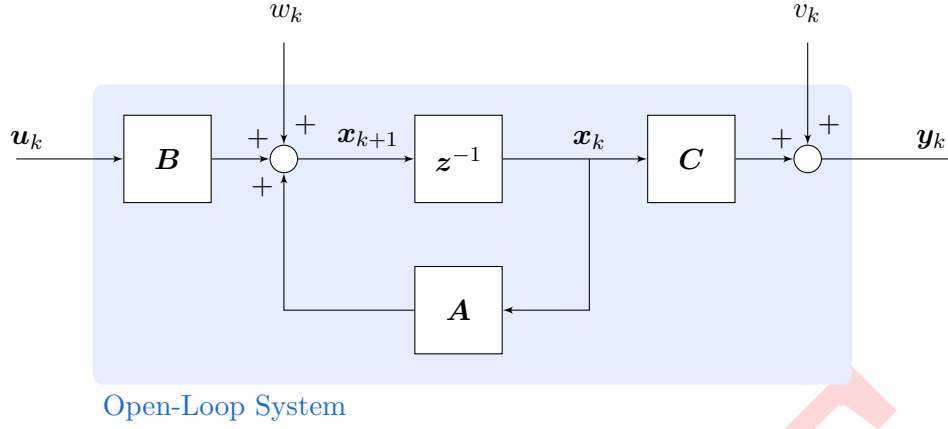 w_k v_k
u_k B + + x_{k+1} z^{-1} x_k C + + y_k
+
A
Open-Loop System